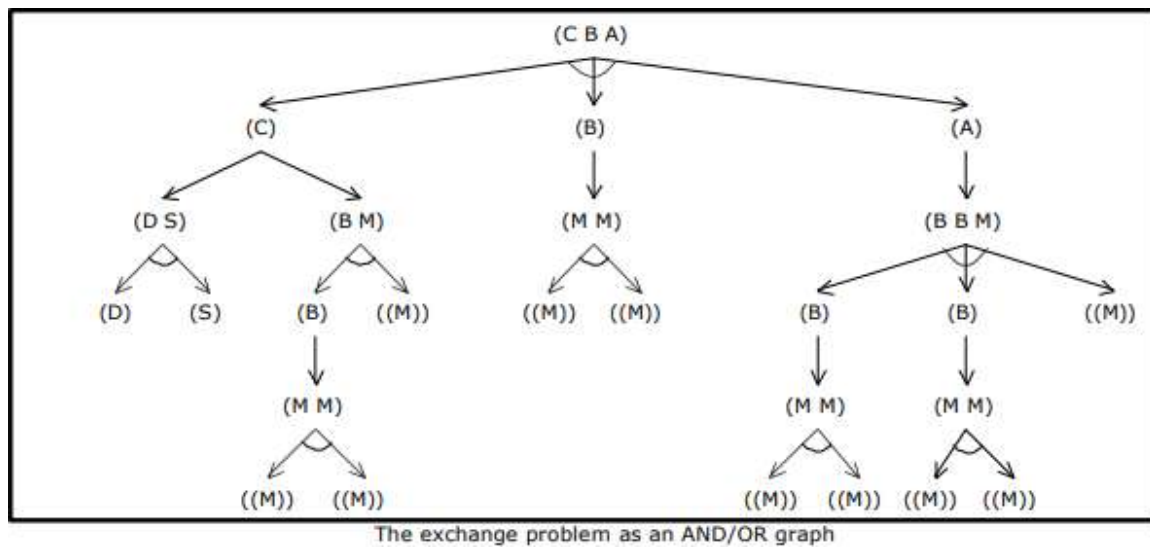 (C B A)
(C) (B) (A)
(D S) (B M) (M M) (B B M)
(D) (S) (B) ((M)) ((M)) ((M)) (B) (B) ((M))
(M M) (M M) (M M)
((M)) ((M)) ((M)) ((M)) ((M)) ((M))
The exchange problem as an AND/OR graph